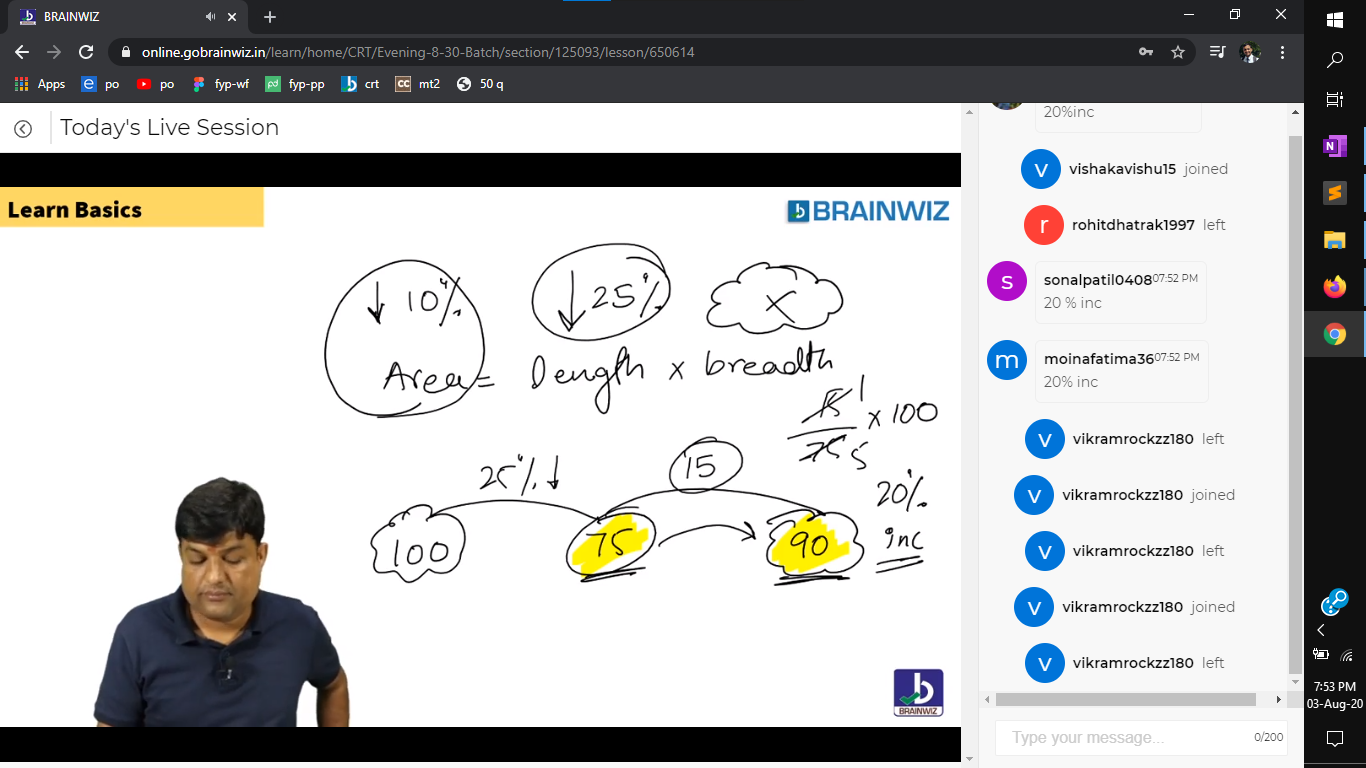 BRAINWIZ
online.gobrainwiz.in/learn/home/CRT/Evening-8-30-Batch/section/125093/lesson/650614
Apps po po fyp-wf fyp-pp crt mt2 50 q
Today's Live Session
Learn Basics
BRAINWIZ
↓ 10% ↓ 25% x
Area = length x breadth
15 1
25 5 x 100
25% ↓ 15
20%
inc
100 75 90
BRAINWIZ
20%inc
v vishakavishu15 joined
r rohitdhatrak1997 left
s sonalpatil0408 07:52 PM
20 % inc
m moinafatima36 07:52 PM
20% inc
v vikramrockzz180 left
v vikramrockzz180 joined
v vikramrockzz180 left
v vikramrockzz180 joined
v vikramrockzz180 left
Type your message... 0/200
7:53 PM
03-Aug-20